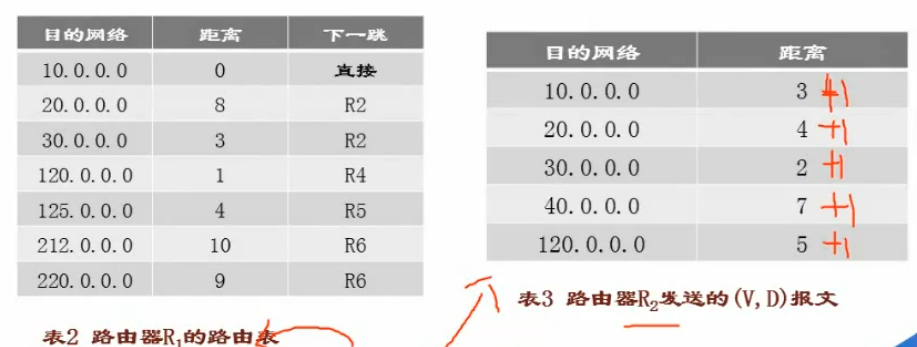 目的网络 距离 下一跳
10.0.0.0 0 直接
20.0.0.0 8 R2
30.0.0.0 3 R2
120.0.0.0 1 R4
125.0.0.0 4 R5
212.0.0.0 10 R6
220.0.0.0 9 R6
表2 路由器R₁的路由表
目的网络 距离
10.0.0.0 3 +1
20.0.0.0 4 +1
30.0.0.0 2 +1
40.0.0.0 7 +1
120.0.0.0 5 +1
表3 路由器R₂发送的(V,D)报文